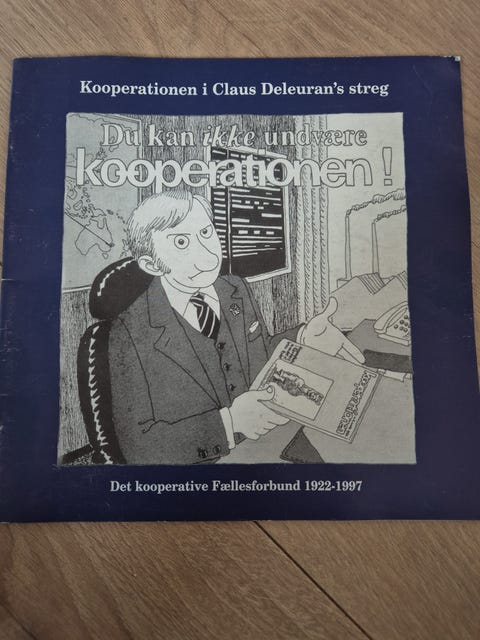 Kooperationen i Claus Deleuran's streg
Du kan ikke undvære
kooperationen !
Det kooperative Fællesforbund 1922-1997